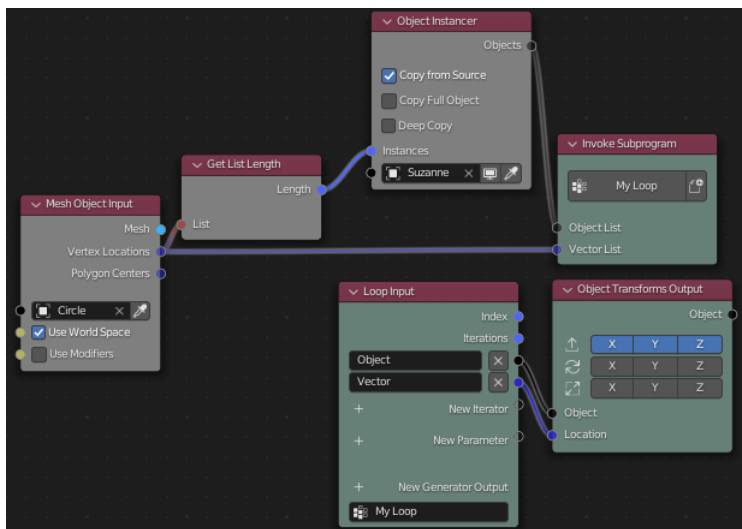 Object Instancer
Objects
Copy from Source
Copy Full Object
Deep Copy
Instances
Suzanne
Get List Length
Length
List
Invoke Subprogram
My Loop
Object List
Vector List
Mesh Object Input
Mesh
Vertex Locations
Polygon Centers
Circle
Use World Space
Use Modifiers
Loop Input
Index
Iterations
Object
Vector
New Iterator
New Parameter
New Generator Output
My Loop
Object Transforms Output
Object
X Y Z
X Y Z
X Y Z
Object
Location